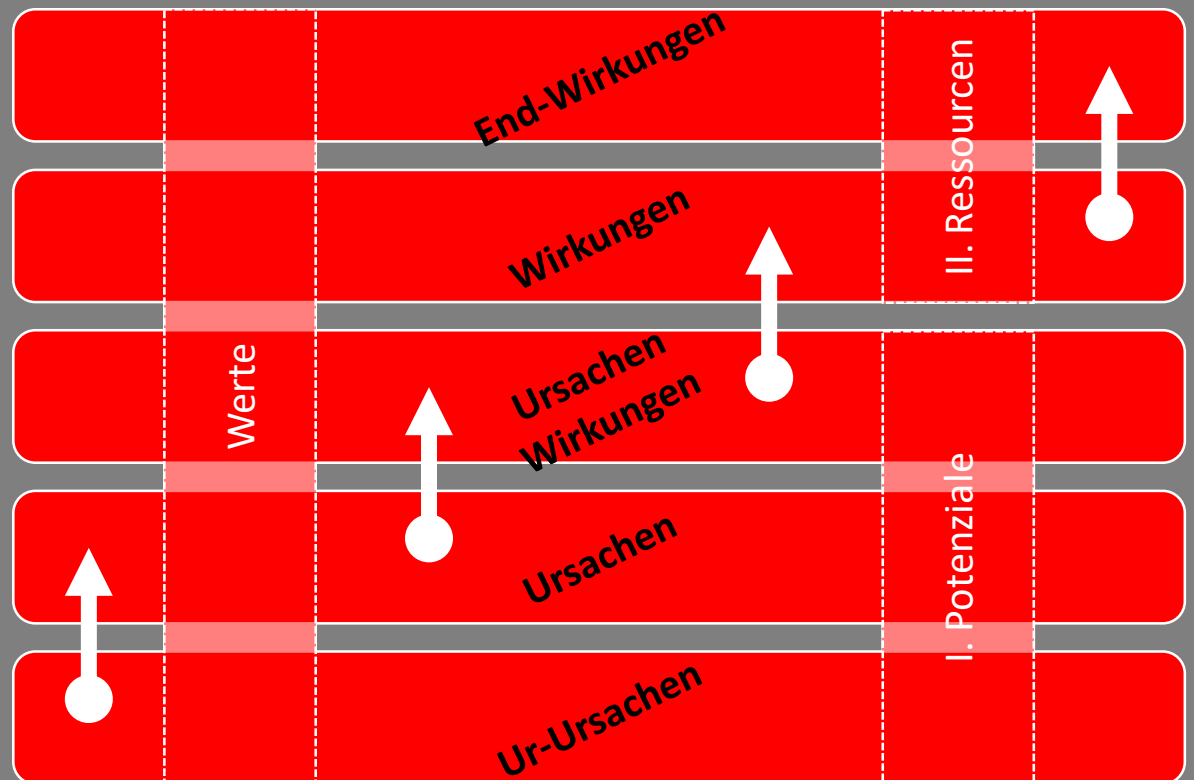 End-Wirkungen
II. Ressourcen
Wirkungen
Werte
Ursachen
Wirkungen
I. Potenziale
Ursachen
Ur-Ursachen